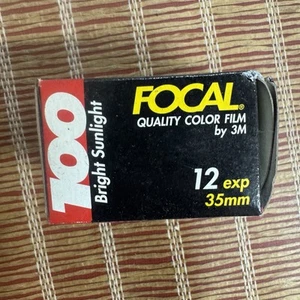 100
Bright Sunlight
FOCAL®
QUALITY COLOR FILM
by 3M
12 exp
35mm